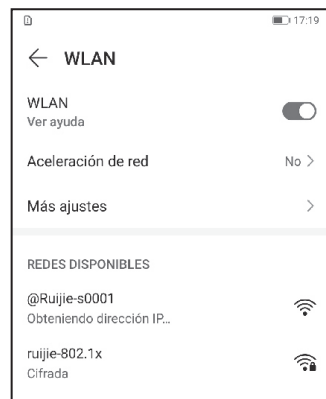 17:19
WLAN
WLAN
Ver ayuda
Aceleración de red No
Más ajustes
REDES DISPONIBLES
@Ruijie-s0001
Obteniendo dirección IP...
ruijie-802.1x
Cifrada